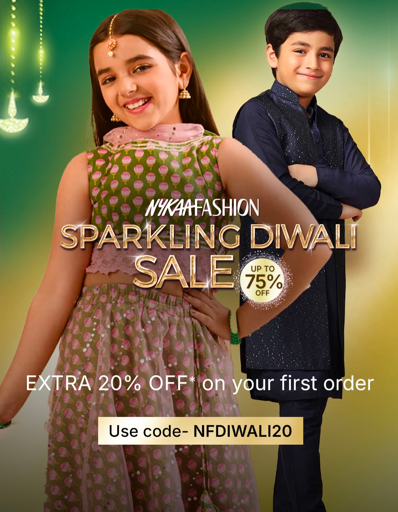 NYKAAFASHION
SPARKLING DIWALI
SALE
UP TO
75%
OFF
EXTRA 20% OFF* on your first order
Use code- NFDIWALI20